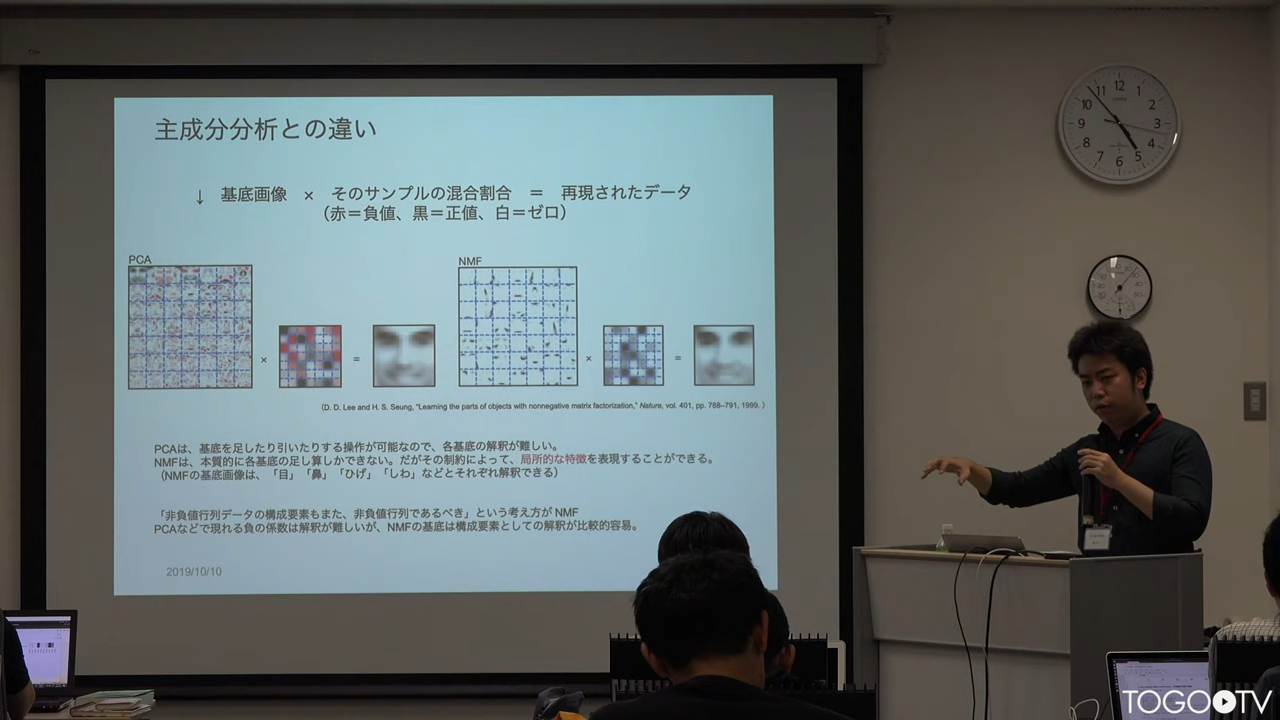 主成分分析との違い
↓ 基底画像 × そのサンプルの混合割合 = 再現されたデータ
（赤＝負値、黒＝正値、白＝ゼロ）
PCA
NMF
× =
× =
(D. D. Lee and H. S. Seung, "Learning the parts of objects with nonnegative matrix factorization," Nature, vol. 401, pp. 788–791, 1999. )
PCAは、基底を足したり引いたりする操作が可能なので、各基底の解釈が難しい。
NMFは、本質的に各基底の足し算しかできない。だがその制約によって、局所的な特徴を表現することができる。
（NMFの基底画像は、「目」「鼻」「ひげ」「しわ」などとそれぞれ解釈できる）
「非負値行列データの構成要素もまた、非負値行列であるべき」という考え方が NMF
PCAなどで現れる負の係数は解釈が難しいが、NMFの基底は構成要素としての解釈が比較的容易。
2019/10/10
11 12 1
10 2
9 3
8 4
7 6 5
TOGO TV